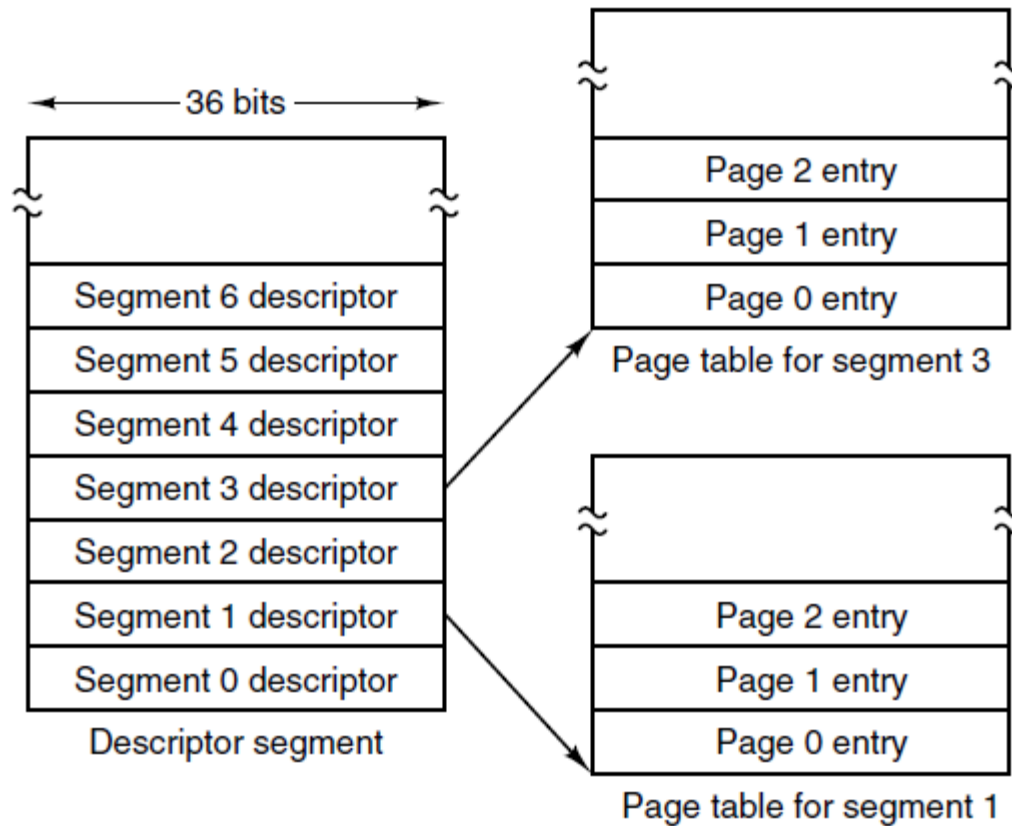 36 bits
Segment 6 descriptor
Segment 5 descriptor
Segment 4 descriptor
Segment 3 descriptor
Segment 2 descriptor
Segment 1 descriptor
Segment 0 descriptor
Descriptor segment
Page 2 entry
Page 1 entry
Page 0 entry
Page table for segment 3
Page 2 entry
Page 1 entry
Page 0 entry
Page table for segment 1